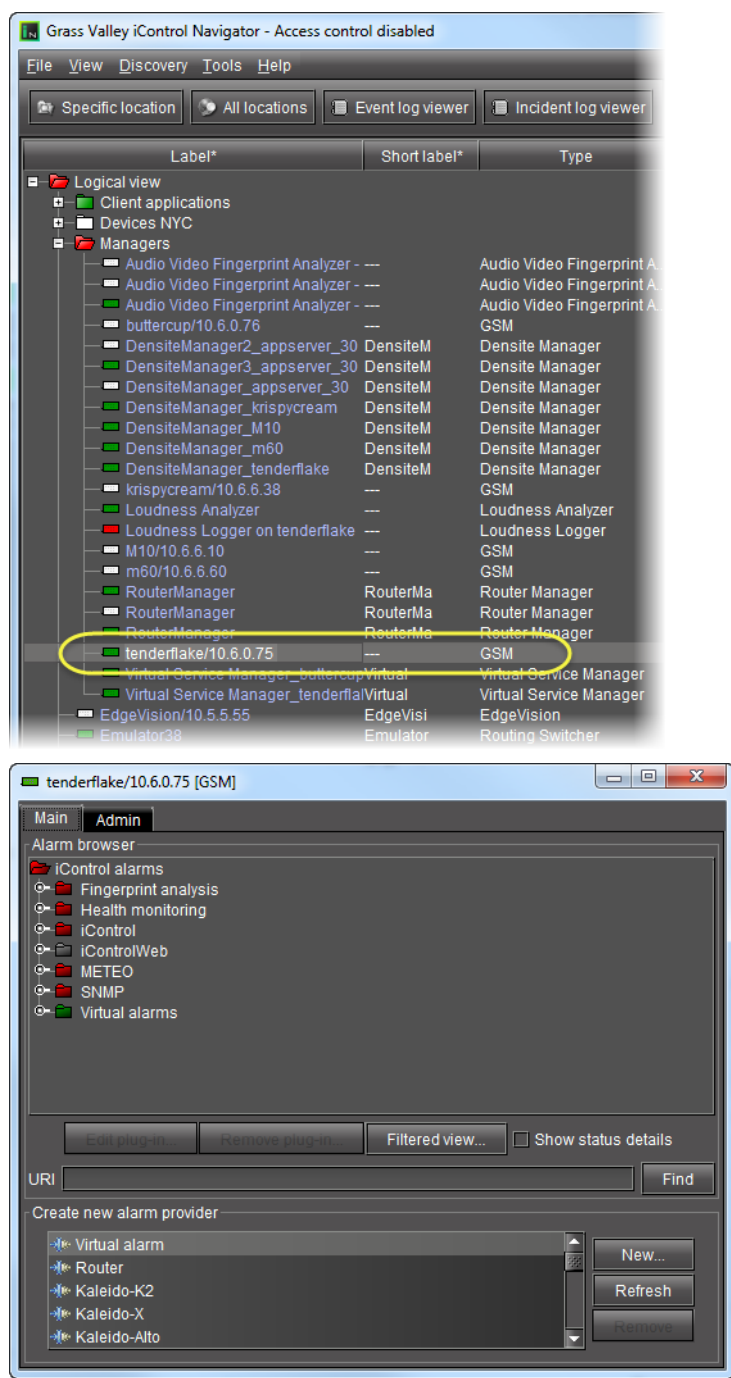 Grass Valley iControl Navigator - Access control disabled
File View Discovery Tools Help
Specific location All locations Event log viewer Incident log viewer
Label* Short label* Type
Logical view
Client applications
Devices NYC
Managers
Audio Video Fingerprint Analyzer - --- Audio Video Fingerprint A...
Audio Video Fingerprint Analyzer - --- Audio Video Fingerprint A...
Audio Video Fingerprint Analyzer - --- Audio Video Fingerprint A...
buttercup/10.6.0.76 --- GSM
DensiteManager2_appserver_30 DensiteM Densite Manager
DensiteManager3_appserver_30 DensiteM Densite Manager
DensiteManager_appserver_30 DensiteM Densite Manager
DensiteManager_krispycream DensiteM Densite Manager
DensiteManager_M10 DensiteM Densite Manager
DensiteManager_m60 DensiteM Densite Manager
DensiteManager_tenderflake DensiteM Densite Manager
krispycream/10.6.6.38 --- GSM
Loudness Analyzer --- Loudness Analyzer
Loudness Logger on tenderflake --- Loudness Logger
M10/10.6.6.10 --- GSM
m60/10.6.6.60 --- GSM
RouterManager RouterMa Router Manager
RouterManager RouterMa Router Manager
RouterManager RouterMa Router Manager
tenderflake/10.6.0.75 --- GSM
Virtual Service Manager_buttercup Virtual Virtual Service Manager
Virtual Service Manager_tenderfla Virtual Virtual Service Manager
EdgeVision/10.5.5.55 EdgeVisi EdgeVision
Emulator38 Emulator Routing Switcher
tenderflake/10.6.0.75 [GSM]
Main Admin
Alarm browser
iControl alarms
Fingerprint analysis
Health monitoring
iControl
iControlWeb
METEO
SNMP
Virtual alarms
Edit plug-in... Remove plug-in... Filtered view... Show status details
URI Find
Create new alarm provider
Virtual alarm
Router
Kaleido-K2
Kaleido-X
Kaleido-Alto
New...
Refresh
Remove